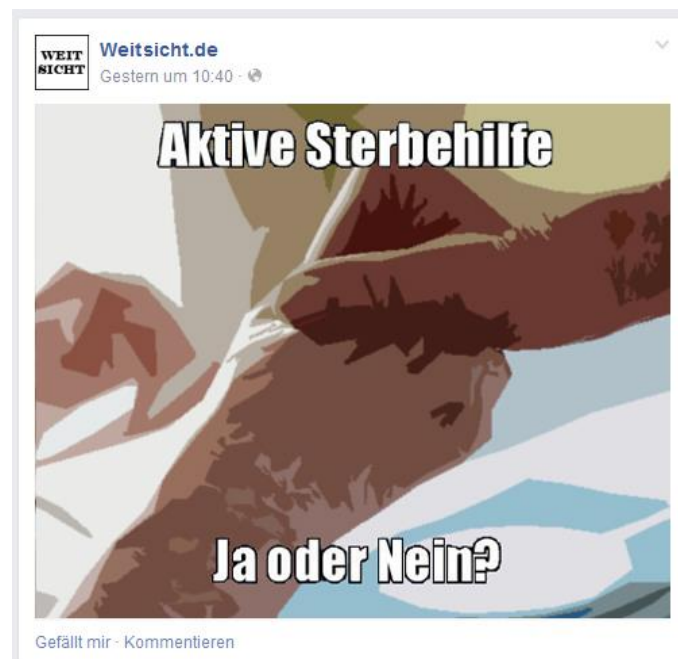 WEIT
SICHT
Weitsicht.de
Gestern um 10:40 ·
Aktive Sterbehilfe
Ja oder Nein?
Gefällt mir · Kommentieren